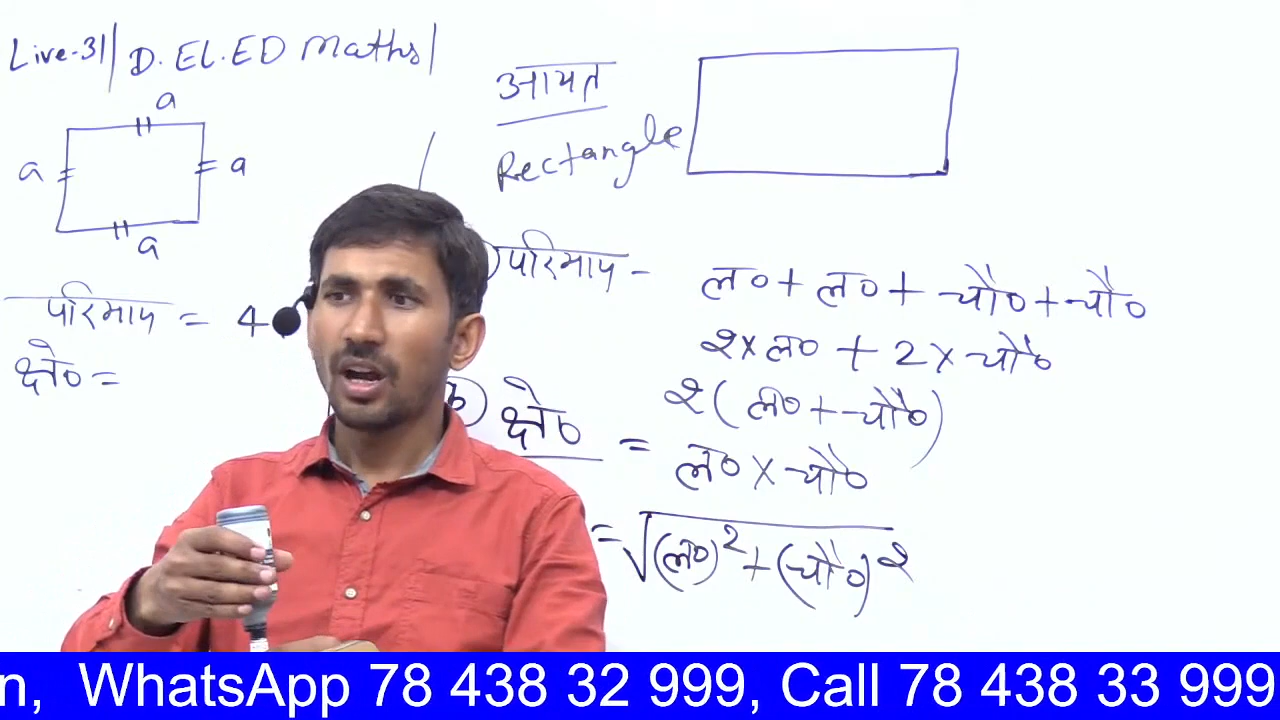 Live-31| D.EL.ED Maths|
a
a
a
a
परिमाप = 4
क्षे० =
आयत
Rectangle
परिमाप -
ल० + ल० + चौ० + चौ०
2 x ल० + 2 x चौ०
2 (ल० + चौ०)
b क्षे० = ल० x चौ०
= √(ल०)² + (चौ०)²
n, WhatsApp 78 438 32 999, Call 78 438 33 999